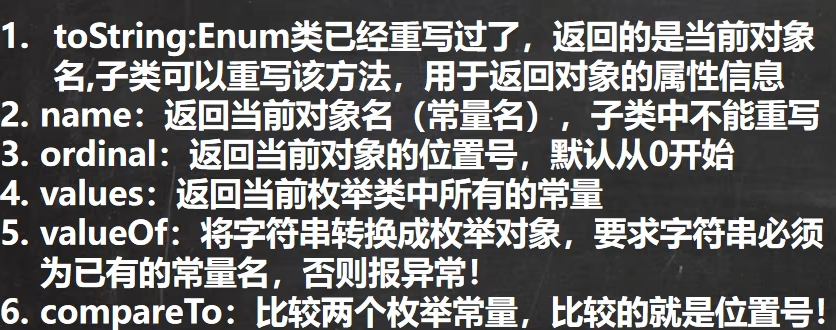 1. toString:Enum类已经重写过了，返回的是当前对象
名,子类可以重写该方法，用于返回对象的属性信息
2. name：返回当前对象名（常量名），子类中不能重写
3. ordinal：返回当前对象的位置号，默认从0开始
4. values：返回当前枚举类中所有的常量
5. valueOf：将字符串转换成枚举对象，要求字符串必须
为已有的常量名，否则报异常！
6. compareTo：比较两个枚举常量，比较的就是位置号！